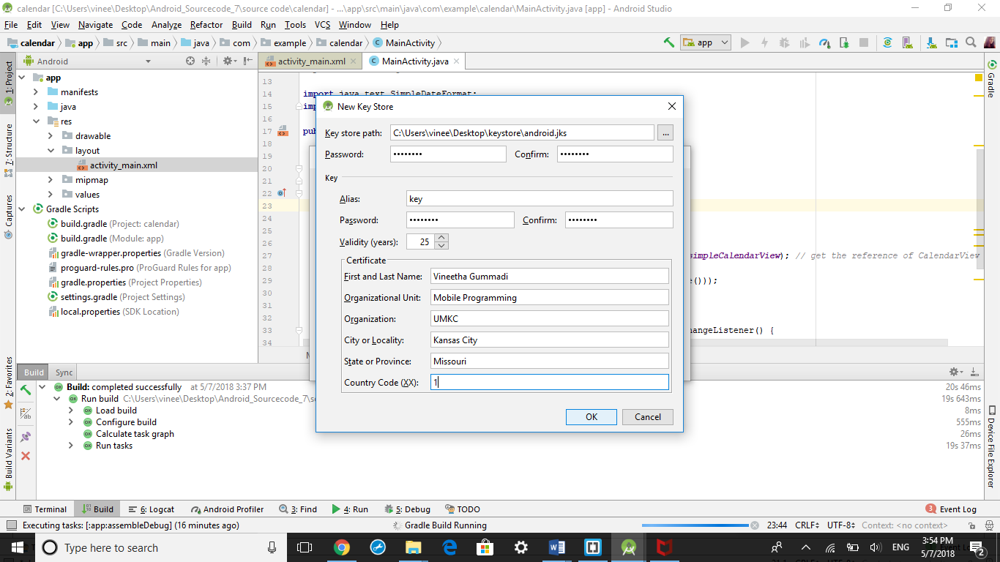 calendar [C:\Users\vinee\Desktop\Android_Sourcecode_7\source code\calendar] - ...\app\src\main\java\com\example\calendar\MainActivity.java [app] - Android Studio
File Edit View Navigate Code Analyze Refactor Build Run Tools VCS Window Help
calendar app src main java com example calendar MainActivity app
Android
activity_main.xml MainActivity.java
1: Project
7: Structure
Captures
2: Favorites
Build Variants
Gradle
Device File Explorer
app
manifests
java
res
drawable
layout
activity_main.xml
mipmap
values
Gradle Scripts
build.gradle (Project: calendar)
build.gradle (Module: app)
gradle-wrapper.properties (Gradle Version)
proguard-rules.pro (ProGuard Rules for app)
gradle.properties (Project Properties)
settings.gradle (Project Settings)
local.properties (SDK Location)
13
14 import java.text.SimpleDateFormat;
15
16
17
18
19
20
21
22
23
24
25
26
27 simpleCalendarView); // get the reference of CalendarView
28
29 ()));
30
31
32
33 angeListener() {
34
New Key Store
Key store path: C:\Users\vinee\Desktop\keystore\android.jks ...
Password: •••••••• Confirm: ••••••••
Key
Alias: key
Password: •••••••• Confirm: ••••••••
Validity (years): 25
Certificate
First and Last Name: Vineetha Gummadi
Organizational Unit: Mobile Programming
Organization: UMKC
City or Locality: Kansas City
State or Province: Missouri
Country Code (XX): 1
OK Cancel
Build Sync
Build: completed successfully at 5/7/2018 3:37 PM 20s 46ms
Run build C:\Users\vinee\Desktop\Android_Sourcecode_7\s 19s 643ms
Load build 8ms
Configure build 555ms
Calculate task graph 26ms
Run tasks 19s 37ms
Terminal Build 6: Logcat Android Profiler 3: Find 4: Run 5: Debug TODO 3 Event Log
Executing tasks: [:app:assembleDebug] (16 minutes ago) Gradle Build Running 23:44 CRLF UTF-8 Context: <no context>
Type here to search ENG 3:54 PM 5/7/2018 2